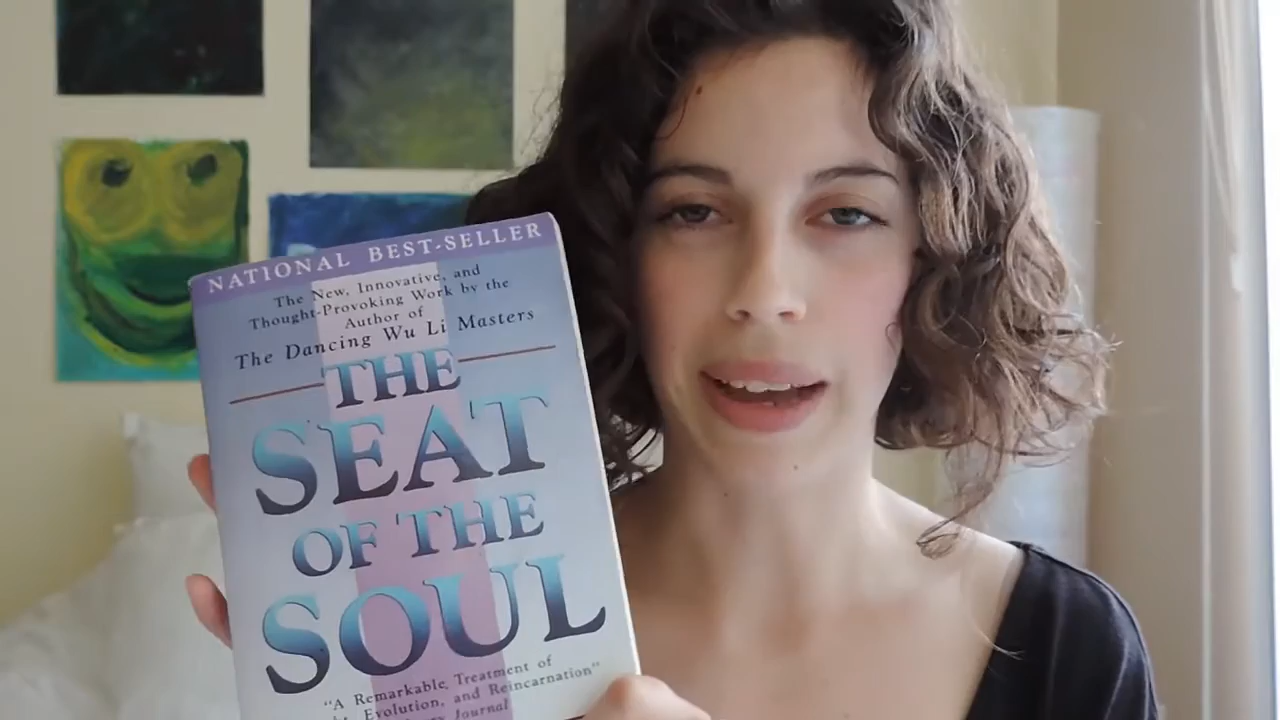 NATIONAL BEST-SELLER
The New, Innovative, and
Thought-Provoking Work by the
Author of
The Dancing Wu Li Masters
THE
SEAT
OF THE
SOUL
"A Remarkable Treatment of
Evolution, and Reincarnation"
Journal